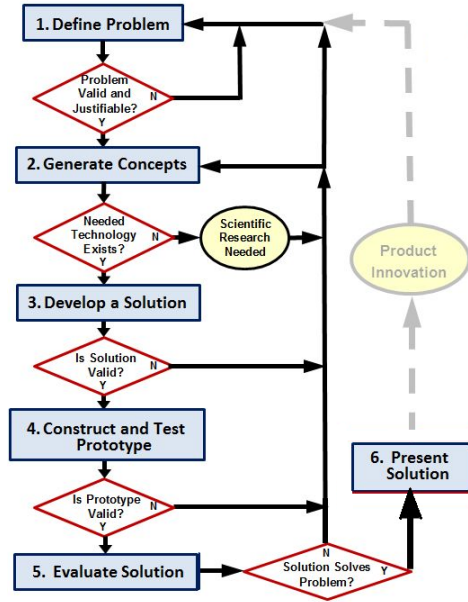 1. Define Problem
Problem
Valid and
Justifiable?
N
Y
2. Generate Concepts
Needed
Technology
Exists?
N
Y
Scientific
Research
Needed
Product
Innovation
3. Develop a Solution
Is Solution
Valid?
N
Y
4. Construct and Test
Prototype
6. Present
Solution
Is Prototype
Valid?
N
Y
5. Evaluate Solution
N
Solution Solves
Problem?
Y